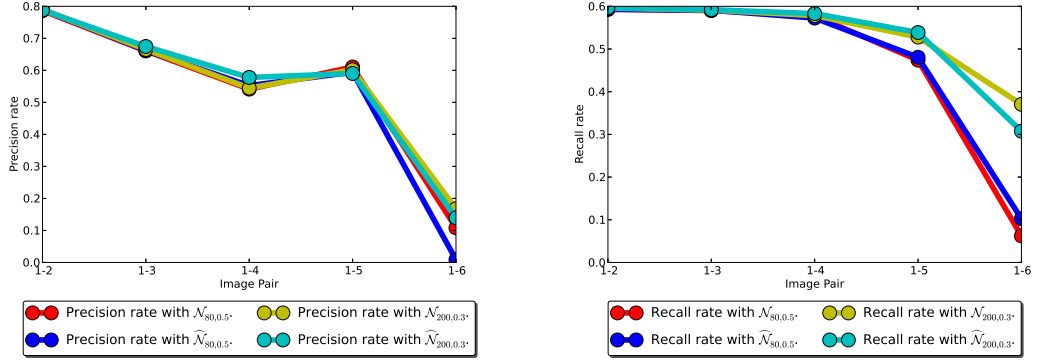 0.8
0.7
0.6
0.5
0.4
0.3
0.2
0.1
0.0
Precision rate
1-2 1-3 1-4 1-5 1-6
Image Pair
Precision rate with 𝒩₈₀,₀.₅.
Precision rate with 𝒩₂₀₀,₀.₃.
Precision rate with 𝒩̂₈₀,₀.₅.
Precision rate with 𝒩̂₂₀₀,₀.₃.
0.6
0.5
0.4
0.3
0.2
0.1
0.0
Recall rate
1-2 1-3 1-4 1-5 1-6
Image Pair
Recall rate with 𝒩₈₀,₀.₅.
Recall rate with 𝒩₂₀₀,₀.₃.
Recall rate with 𝒩̂₈₀,₀.₅.
Recall rate with 𝒩̂₂₀₀,₀.₃.